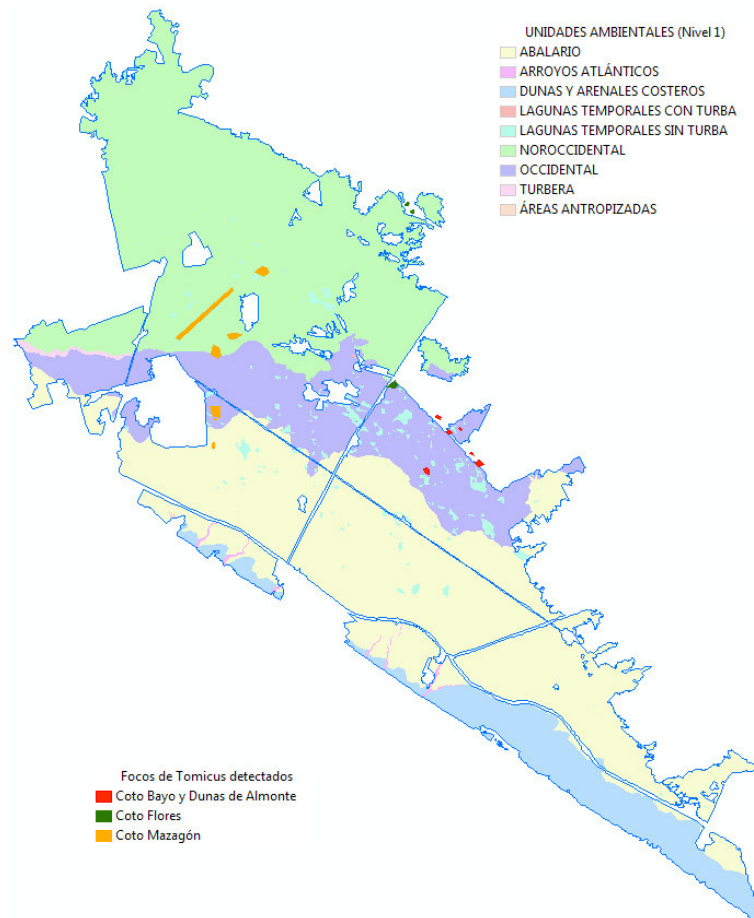 UNIDADES AMBIENTALES (Nivel 1)
ABALARIO
ARROYOS ATLÁNTICOS
DUNAS Y ARENALES COSTEROS
LAGUNAS TEMPORALES CON TURBA
LAGUNAS TEMPORALES SIN TURBA
NOROCCIDENTAL
OCCIDENTAL
TURBERA
ÁREAS ANTROPIZADAS
Focos de Tomicus detectados
Coto Bayo y Dunas de Almonte
Coto Flores
Coto Mazagón